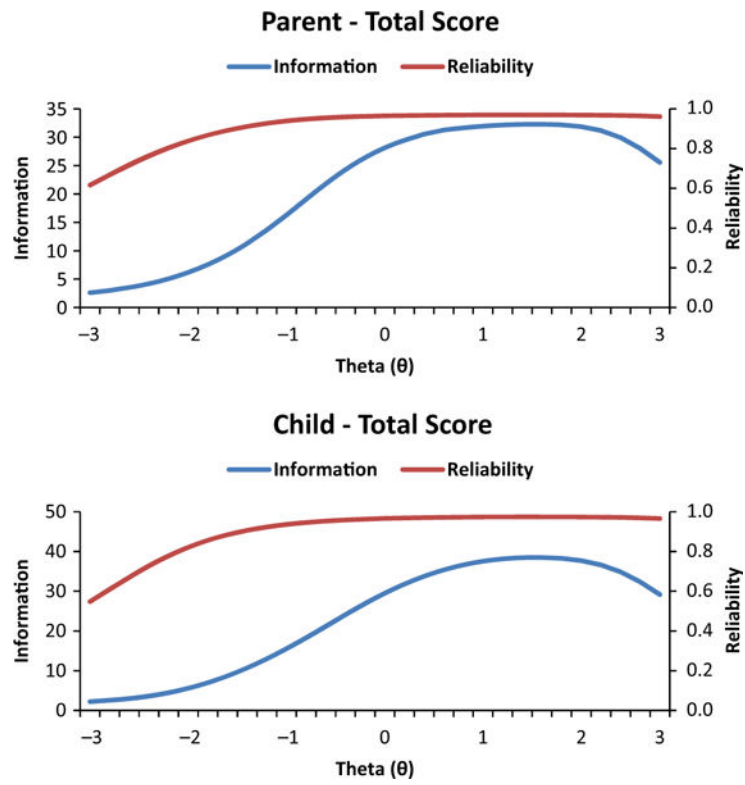 Parent - Total Score
Information Reliability
35 1.0
30
25 0.8
20 0.6
15
10 0.4
5 0.2
0 0.0
Information
Reliability
–3 –2 –1 0 1 2 3
Theta (θ)
Child - Total Score
Information Reliability
50 1.0
40 0.8
30 0.6
20 0.4
10 0.2
0 0.0
Information
Reliability
–3 –2 –1 0 1 2 3
Theta (θ)